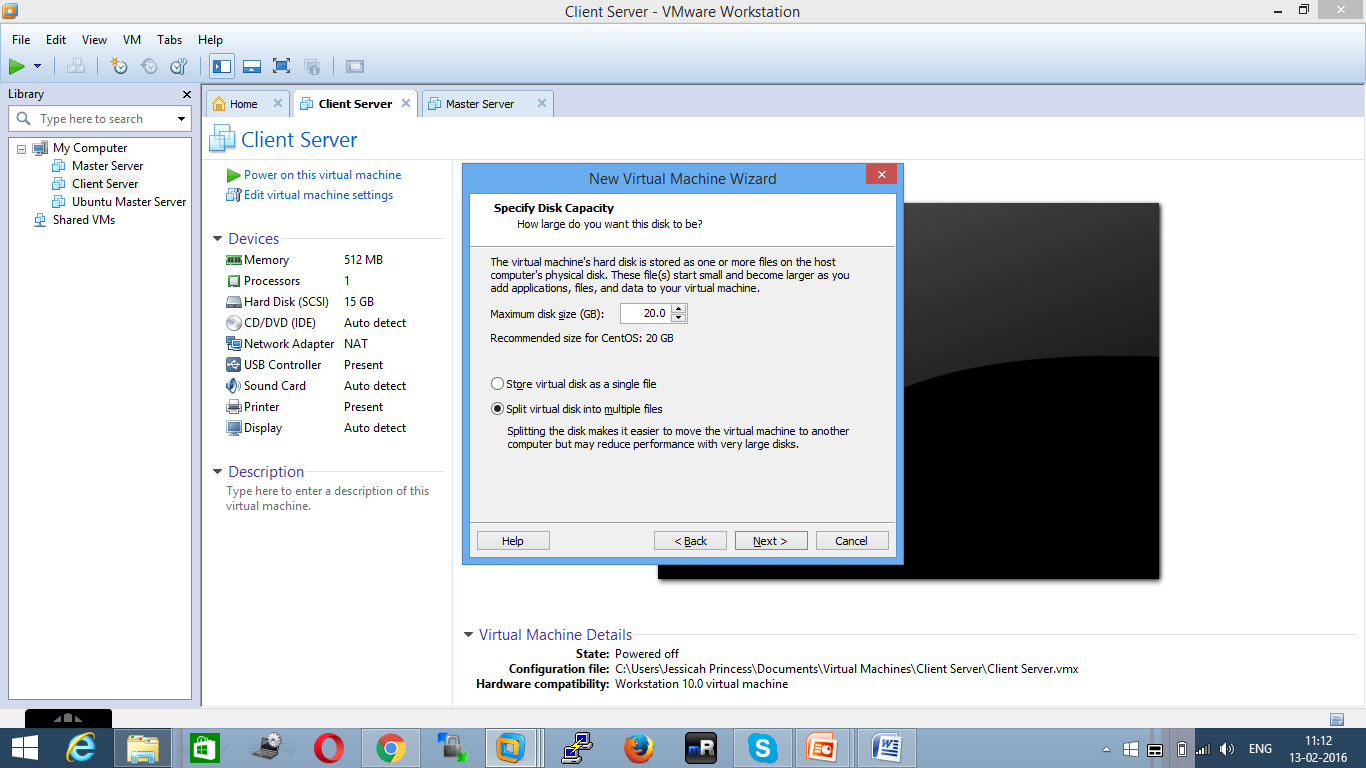 Client Server - VMware Workstation
File Edit View VM Tabs Help
Library
Type here to search
My Computer
Master Server
Client Server
Ubuntu Master Server
Shared VMs
Home
Client Server
Master Server
Client Server
Power on this virtual machine
Edit virtual machine settings
Devices
Memory 512 MB
Processors 1
Hard Disk (SCSI) 15 GB
CD/DVD (IDE) Auto detect
Network Adapter NAT
USB Controller Present
Sound Card Auto detect
Printer Present
Display Auto detect
Description
Type here to enter a description of this
virtual machine.
New Virtual Machine Wizard
Specify Disk Capacity
How large do you want this disk to be?
The virtual machine's hard disk is stored as one or more files on the host
computer's physical disk. These file(s) start small and become larger as you
add applications, files, and data to your virtual machine.
Maximum disk size (GB): 20.0
Recommended size for CentOS: 20 GB
Store virtual disk as a single file
Split virtual disk into multiple files
Splitting the disk makes it easier to move the virtual machine to another
computer but may reduce performance with very large disks.
Help < Back Next > Cancel
Virtual Machine Details
State: Powered off
Configuration file: C:\Users\Jessicah Princess\Documents\Virtual Machines\Client Server\Client Server.vmx
Hardware compatibility: Workstation 10.0 virtual machine
mR
ENG
11:12
13-02-2016